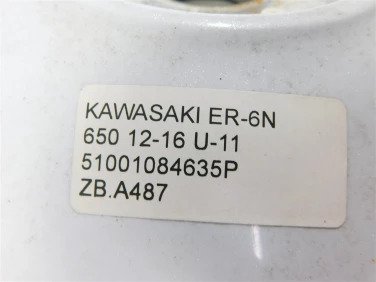 KAWASAKI ER-6N
650 12-16 U-11
51001084635P
ZB.A487